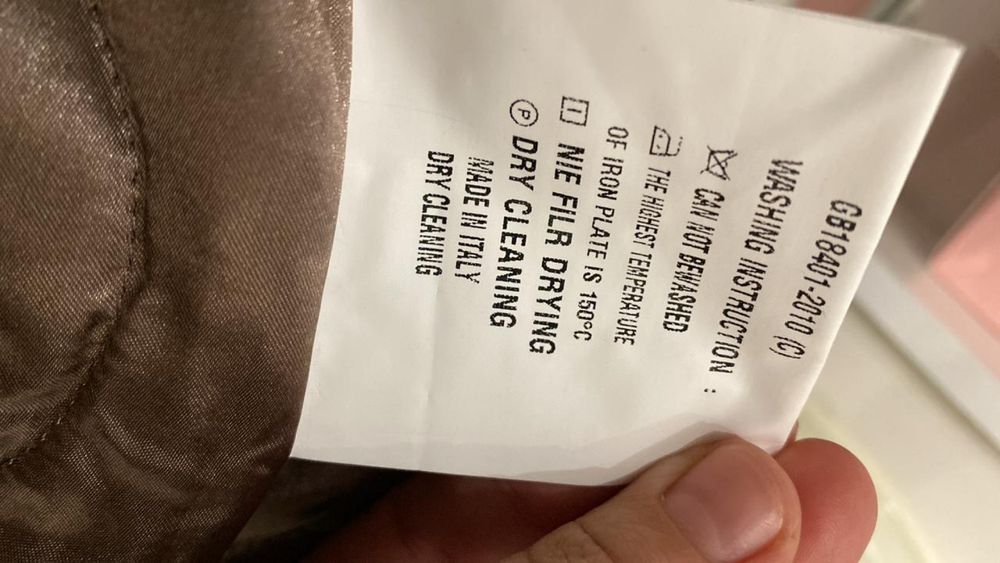 GB18401-2010 (C)
WASHING INSTRUCTION :
CAN NOT BEWASHED
THE HIGHEST TEMPERATURE
OF IRON PLATE IS 150°C
NIE FILR DRYING
P DRY CLEANING
MADE IN ITALY
DRY CLEANING